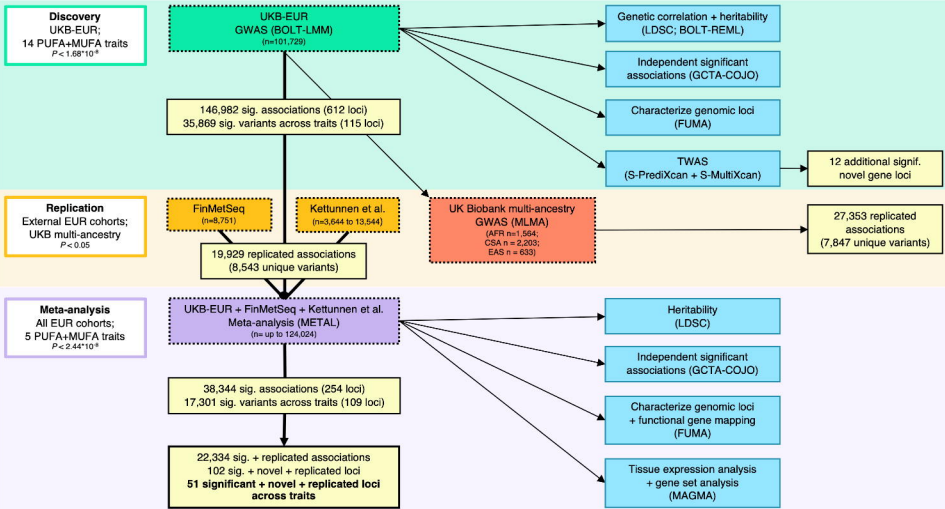 Discovery
UKB-EUR;
14 PUFA+MUFA traits
P < 1.68*10⁻⁸
UKB-EUR
GWAS (BOLT-LMM)
(n=101,729)
Genetic correlation + heritability
(LDSC; BOLT-REML)
Independent significant
associations (GCTA-COJO)
146,982 sig. associations (612 loci)
35,869 sig. variants across traits (115 loci)
Characterize genomic loci
(FUMA)
TWAS
(S-PrediXcan + S-MultiXcan)
12 additional signif.
novel gene loci
Replication
External EUR cohorts;
UKB multi-ancestry
P < 0.05
FinMetSeq
(n=8,751)
Kettunnen et al.
(n=3,644 to 13,544)
UK Biobank multi-ancestry
GWAS (MLMA)
(AFR n=1,564;
CSA n = 2,203;
EAS n = 633)
27,353 replicated
associations
(7,847 unique variants)
19,929 replicated associations
(8,543 unique variants)
Meta-analysis
All EUR cohorts;
5 PUFA+MUFA traits
P < 2.44*10⁻⁸
UKB-EUR + FinMetSeq + Kettunen et al.
Meta-analysis (METAL)
(n= up to 124,024)
Heritability
(LDSC)
Independent significant
associations (GCTA-COJO)
38,344 sig. associations (254 loci)
17,301 sig. variants across traits (109 loci)
Characterize genomic loci
+ functional gene mapping
(FUMA)
22,334 sig. + replicated associations
102 sig. + novel + replicated loci
51 significant + novel + replicated loci
across traits
Tissue expression analysis
+ gene set analysis
(MAGMA)